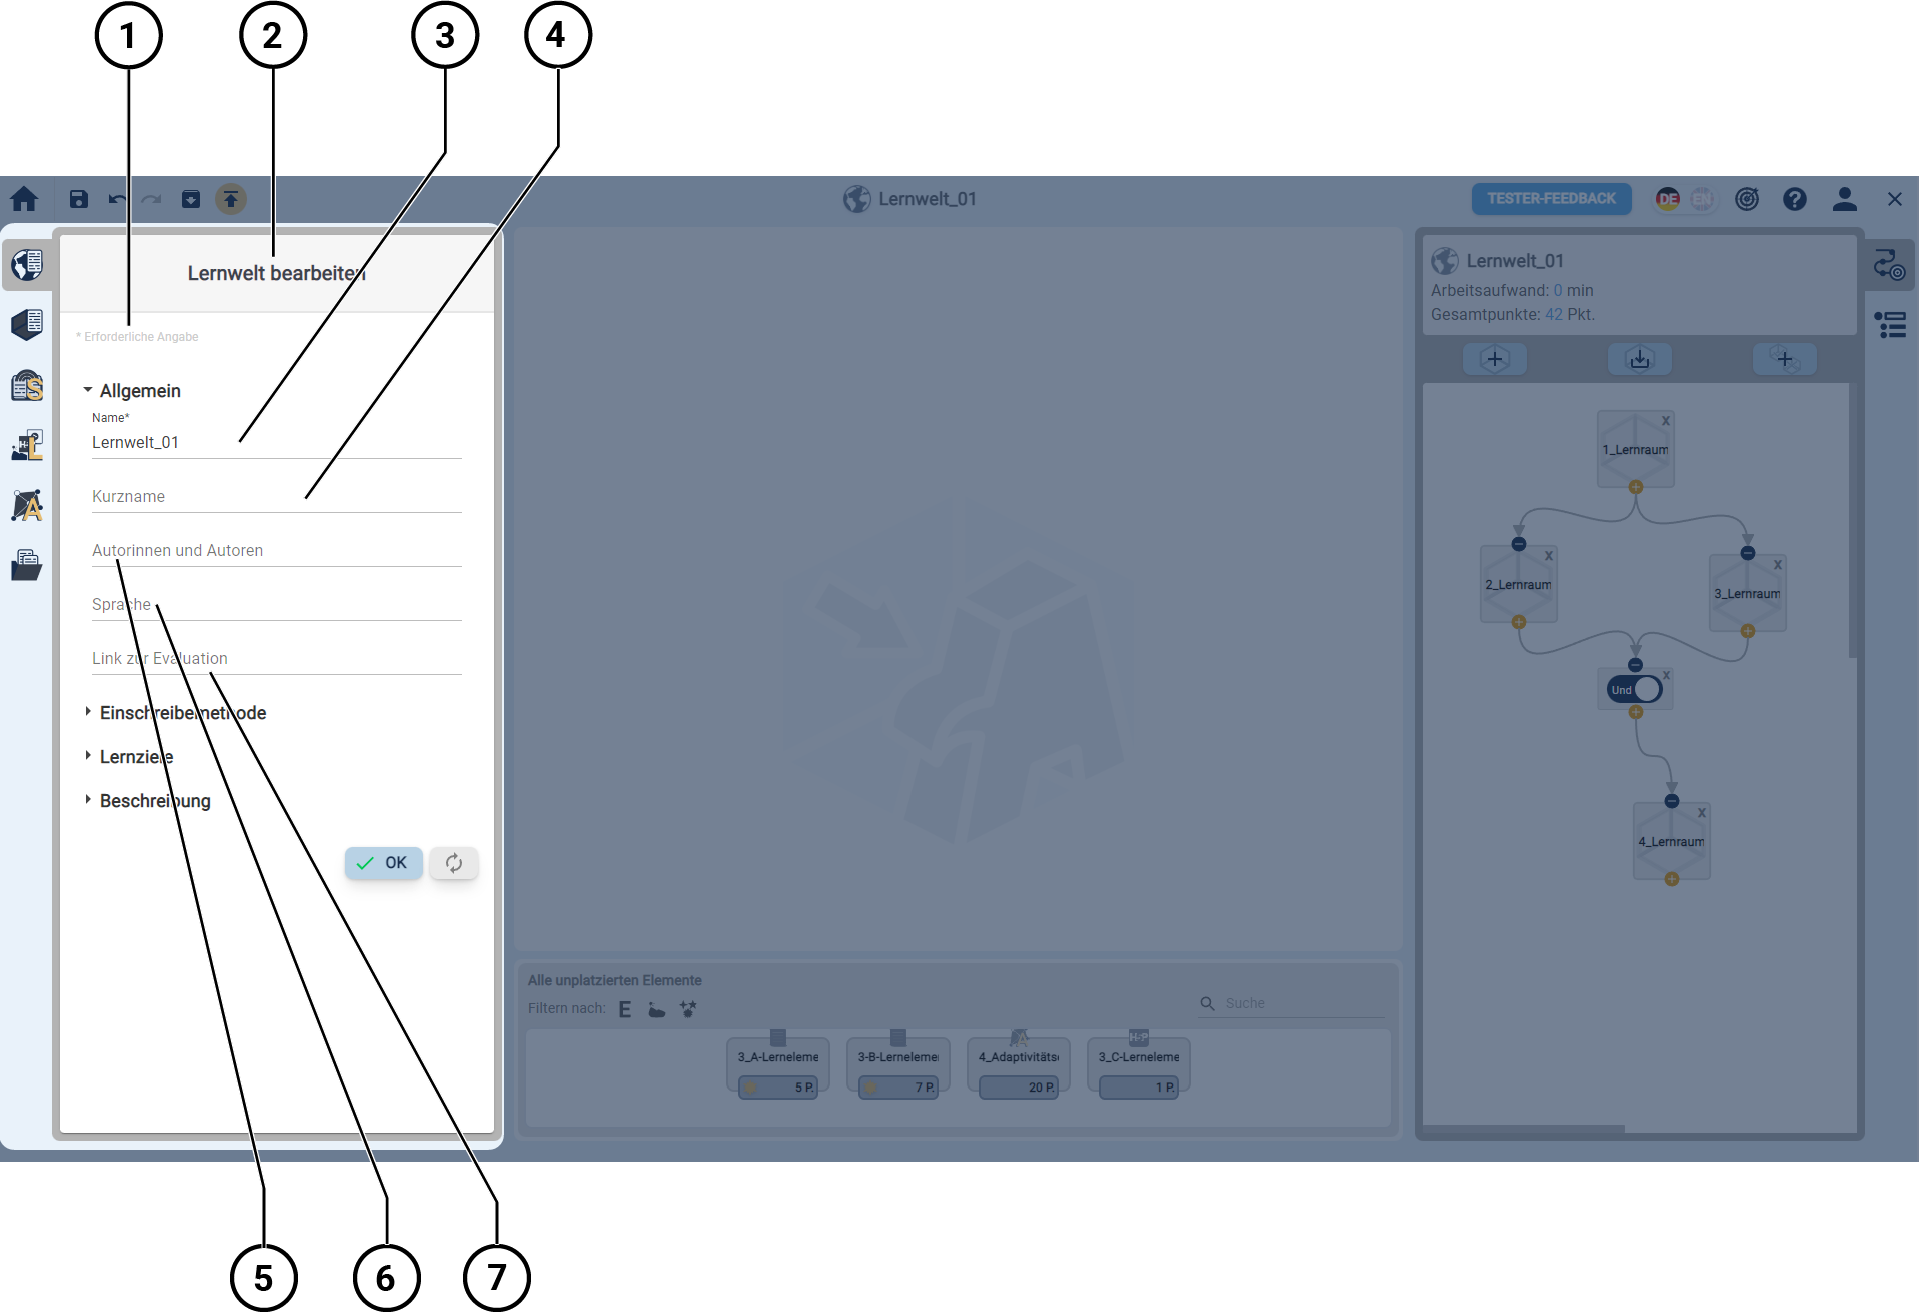 1
2
3
4
Lernwelt_01
TESTER-FEEDBACK
DE
EN
Lernwelt bearbeiten
* Erforderliche Angabe
Allgemein
Name*
Lernwelt_01
Kurzname
Autorinnen und Autoren
Sprache
Link zur Evaluation
Einschreibemethode
Lernziele
Beschreibung
OK
S
H-P
L
A
Alle unplatzierten Elemente
Filtern nach:
E
Suche
3_A-Lerneleme
5 P.
3-B-Lerneleme
7 P.
A
4_Adaptivitäts
20 P.
H5P
3_C-Lerneleme
1 P.
Lernwelt_01
Arbeitsaufwand: 0 min
Gesamtpunkte: 42 Pkt.
x
1_Lernraum
x
2_Lernraum
x
3_Lernraum
x
Und
x
4_Lernraum
5
6
7